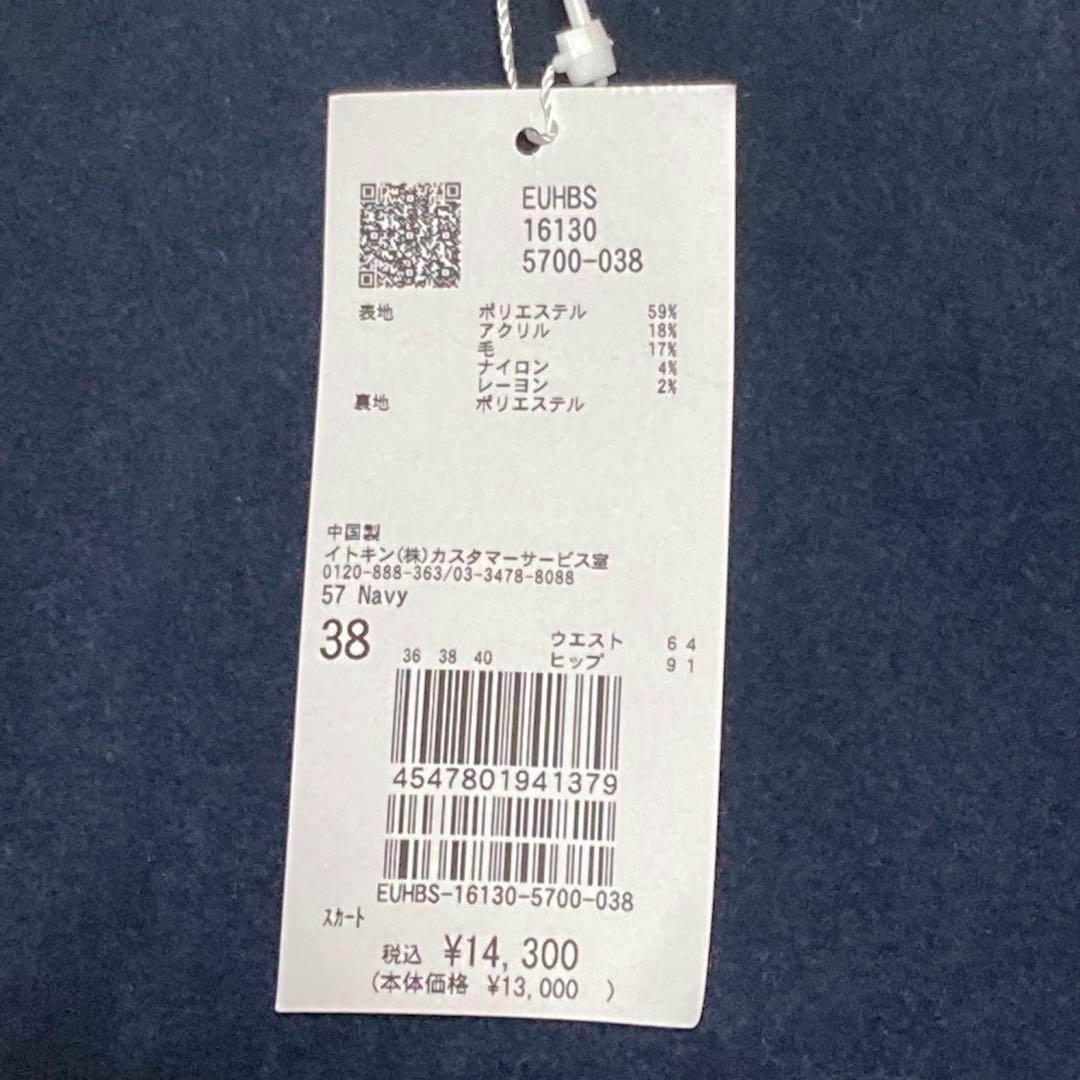 EUHBS
16130
5700-038
表地 ポリエステル 59%
アクリル 18%
毛 17%
ナイロン 4%
レーヨン 2%
裏地 ポリエステル
中国製
イトキン(株)カスタマーサービス室
0120-888-363/03-3478-8088
57 Navy
38 36 38 40 ウエスト 64
ヒップ 91
4547801941379
EUHBS-16130-5700-038
スカート
税込 ¥14,300
(本体価格 ¥13,000 )